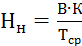 Нн = В·К
Тср